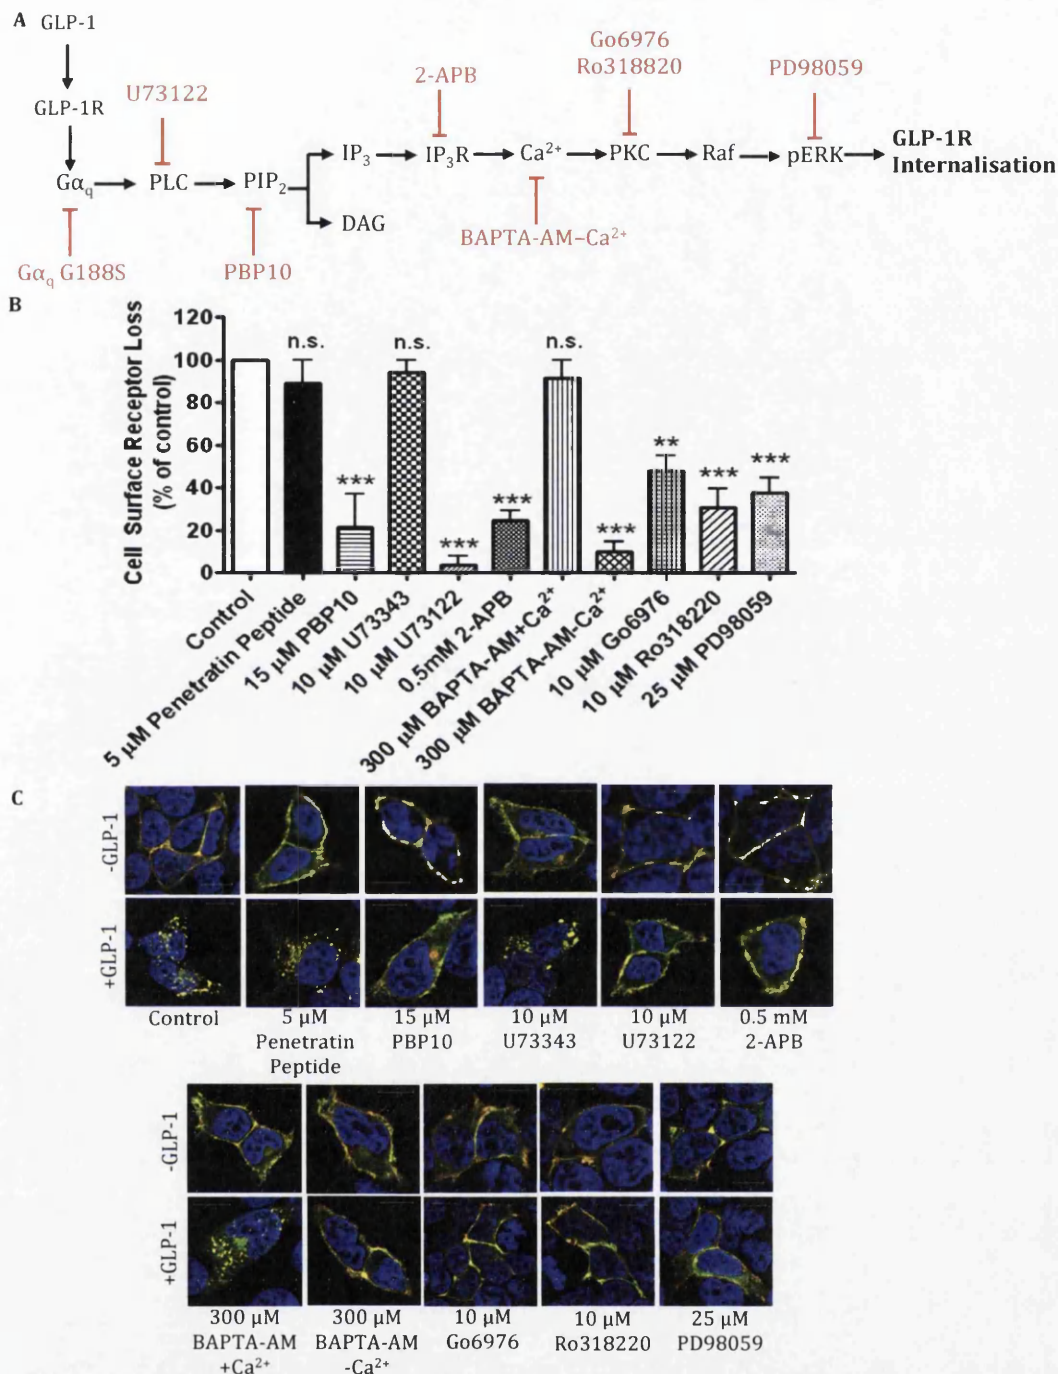 A
GLP-1
GLP-1R
Gαq
PLC
PIP2
IP3
DAG
IP3R
Ca2+
PKC
Raf
pERK
GLP-1R
Internalisation
U73122
2-APB
Go6976
Ro318820
PD98059
Gαq G188S
PBP10
BAPTA-AM–Ca2+
B
Cell Surface Receptor Loss
(% of control)
120
100
80
60
40
20
0
n.s.
***
n.s.
***
***
n.s.
***
**
***
***
Control
5 µM Penetratin Peptide
15 µM PBP10
10 µM U73343
10 µM U73122
0.5mM 2-APB
300 µM BAPTA-AM+Ca2+
300 µM BAPTA-AM-Ca2+
10 µM Go6976
10 µM Ro318220
25 µM PD98059
C
-GLP-1
+GLP-1
Control
5 µM
Penetratin
Peptide
15 µM
PBP10
10 µM
U73343
10 µM
U73122
0.5 mM
2-APB
-GLP-1
+GLP-1
300 µM
BAPTA-AM
+Ca2+
300 µM
BAPTA-AM
-Ca2+
10 µM
Go6976
10 µM
Ro318220
25 µM
PD98059